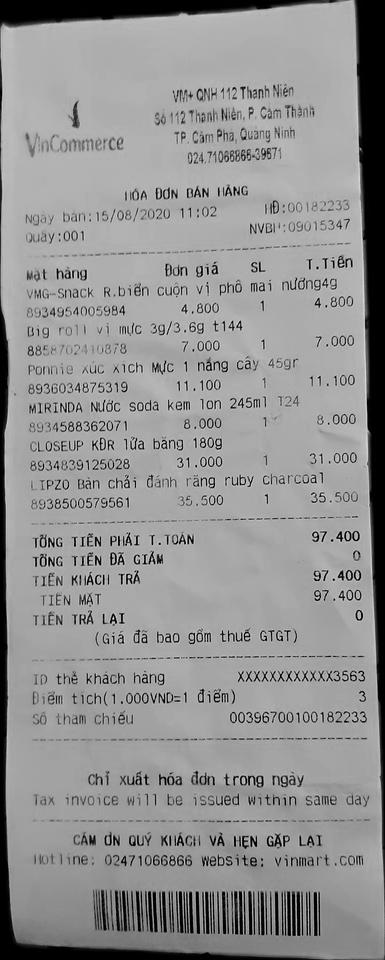 VinCommerce
VM+ QNH 112 Thanh Niên
Số 112 Thanh Niên, P. Cẩm Thành
TP. Cẩm Phả, Quảng Ninh
024.71066866-39671
HÓA ĐƠN BÁN HÀNG
Ngày bán:15/08/2020 11:02 HĐ:00182233
Quầy:001 NVBH:09015347
Mặt hàng Đơn giá SL T.Tiền
VMG-Snack R.biển cuộn vị phô mai nướng4g
8934954005984 4.800 1 4.800
Big roll vị mực 3g/3.6g t144
8858702410878 7.000 1 7.000
Ponnie xúc xích Mực 1 nắng cây 45gr
8936034875319 11.100 1 11.100
MIRINDA Nước soda kem lon 245ml T24
8934588362071 8.000 1 8.000
CLOSEUP KĐR lửa băng 180g
8934839125028 31.000 1 31.000
LIPZO Bàn chải đánh răng ruby charcoal
8938500579561 35.500 1 35.500
TỔNG TIỀN PHẢI T.TOÁN 97.400
TỔNG TIỀN ĐÃ GIẢM 0
TIỀN KHÁCH TRẢ 97.400
TIỀN MẶT 97.400
TIỀN TRẢ LẠI 0
(Giá đã bao gồm thuế GTGT)
ID thẻ khách hàng XXXXXXXXXXXX3563
Điểm tích(1.000VND=1 điểm) 3
Số tham chiếu 00396700100182233
Chỉ xuất hóa đơn trong ngày
Tax invoice will be issued within same day
CẢM ƠN QUÝ KHÁCH VÀ HẸN GẶP LẠI
Hotline: 02471066866 Website: vinmart.com